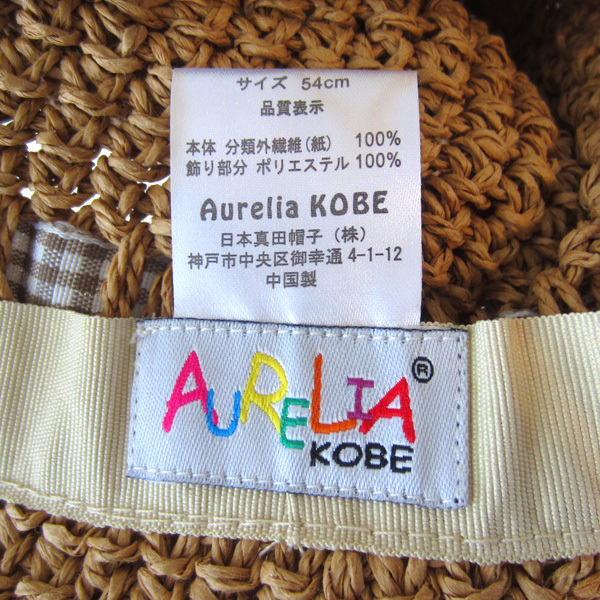 サイズ 54cm
品質表示
本体 分類外繊維(紙) 100%
飾り部分 ポリエステル 100%
Aurelia KOBE
日本真田帽子(株)
神戸市中央区御幸通 4-1-12
中国製
AURELIA®
KOBE